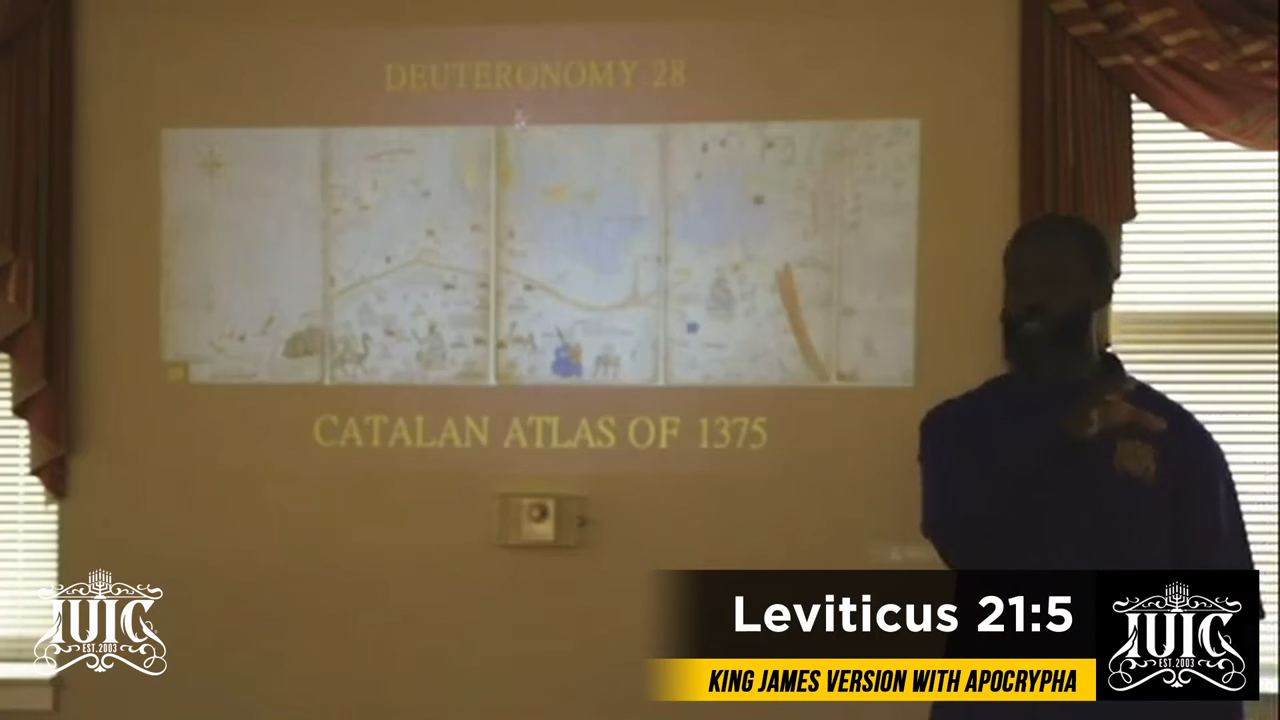 DEUTERONOMY 28
CATALAN ATLAS OF 1375
IUIC
EST. 2003
Leviticus 21:5
KING JAMES VERSION WITH APOCRYPHA
IUIC
EST. 2003